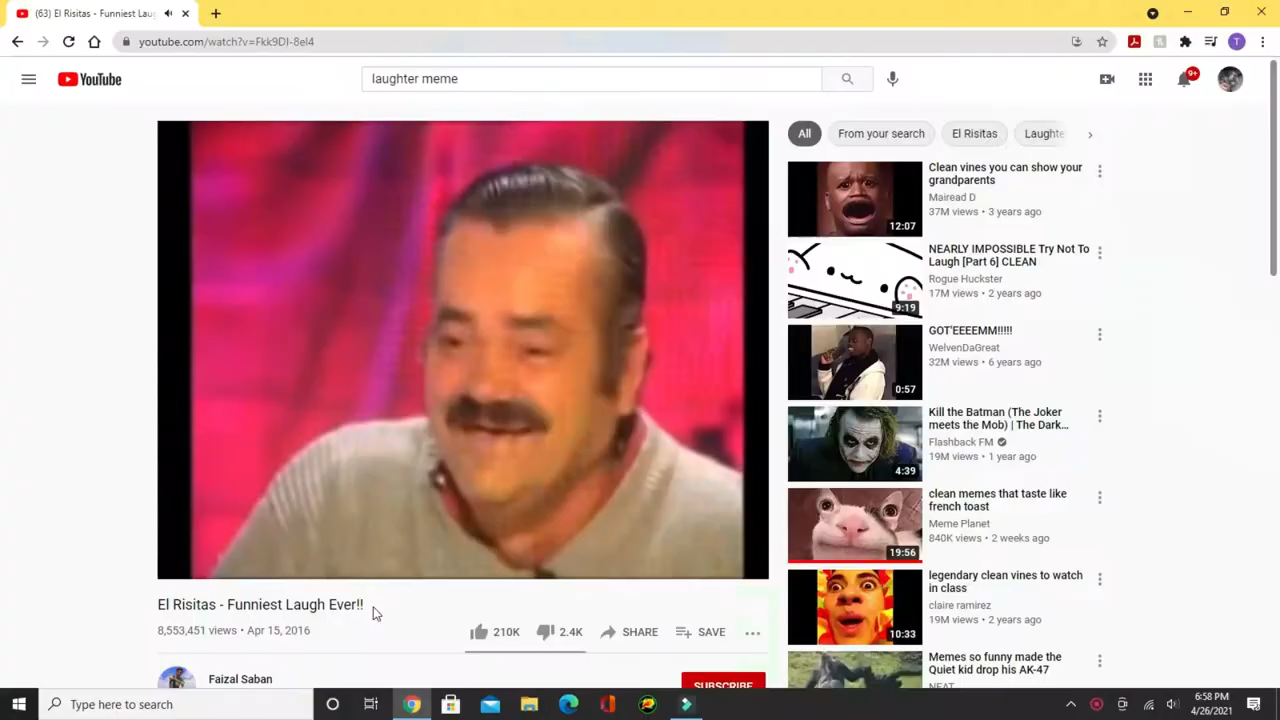 (63) El Risitas - Funniest Lau
youtube.com/watch?v=Fkk9DI-8el4
YouTube
laughter meme
9+
T
All
From your search
El Risitas
Laughte
Clean vines you can show your
grandparents
Mairead D
37M views • 3 years ago
12:07
NEARLY IMPOSSIBLE Try Not To
Laugh [Part 6] CLEAN
Rogue Huckster
17M views • 2 years ago
9:19
GOT'EEEEMM!!!!!
WelvenDaGreat
32M views • 6 years ago
0:57
Kill the Batman (The Joker
meets the Mob) | The Dark...
Flashback FM
19M views • 1 year ago
4:39
clean memes that taste like
french toast
Meme Planet
840K views • 2 weeks ago
19:56
legendary clean vines to watch
in class
claire ramirez
19M views • 2 years ago
10:33
Memes so funny made the
Quiet kid drop his AK-47
NEAT
El Risitas - Funniest Laugh Ever!!
8,553,451 views • Apr 15, 2016
210K
2.4K
SHARE
SAVE
Faizal Saban
SUBSCRIBE
Type here to search
6:58 PM
4/26/2021